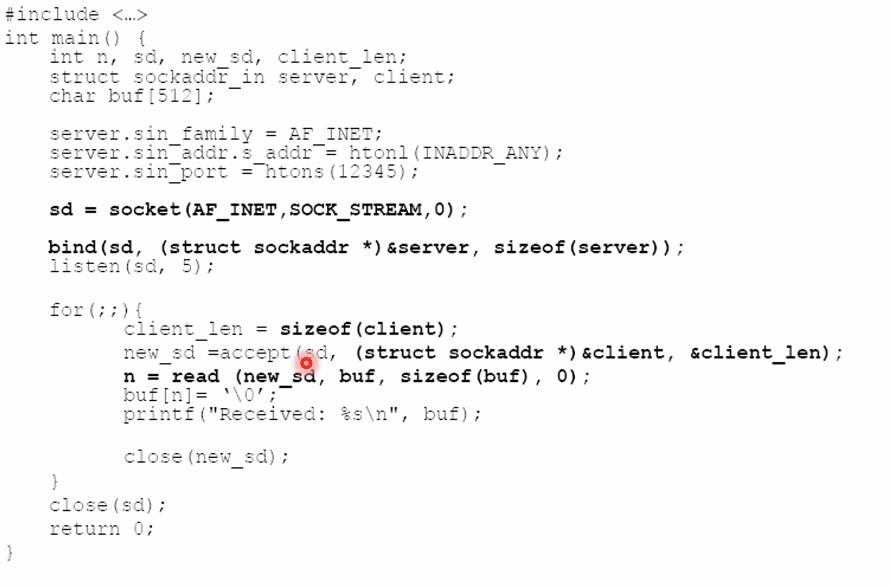 #include <…>
int main() {
int n, sd, new_sd, client_len;
struct sockaddr_in server, client;
char buf[512];
server.sin_family = AF_INET;
server.sin_addr.s_addr = htonl(INADDR_ANY);
server.sin_port = htons(12345);
sd = socket(AF_INET,SOCK_STREAM,0);
bind(sd, (struct sockaddr *)&server, sizeof(server));
listen(sd, 5);
for(;;){
client_len = sizeof(client);
new_sd =accept(sd, (struct sockaddr *)&client, &client_len);
n = read (new_sd, buf, sizeof(buf), 0);
buf[n]= ‘\0’;
printf("Received: %s\n", buf);
close(new_sd);
}
close(sd);
return 0;
}